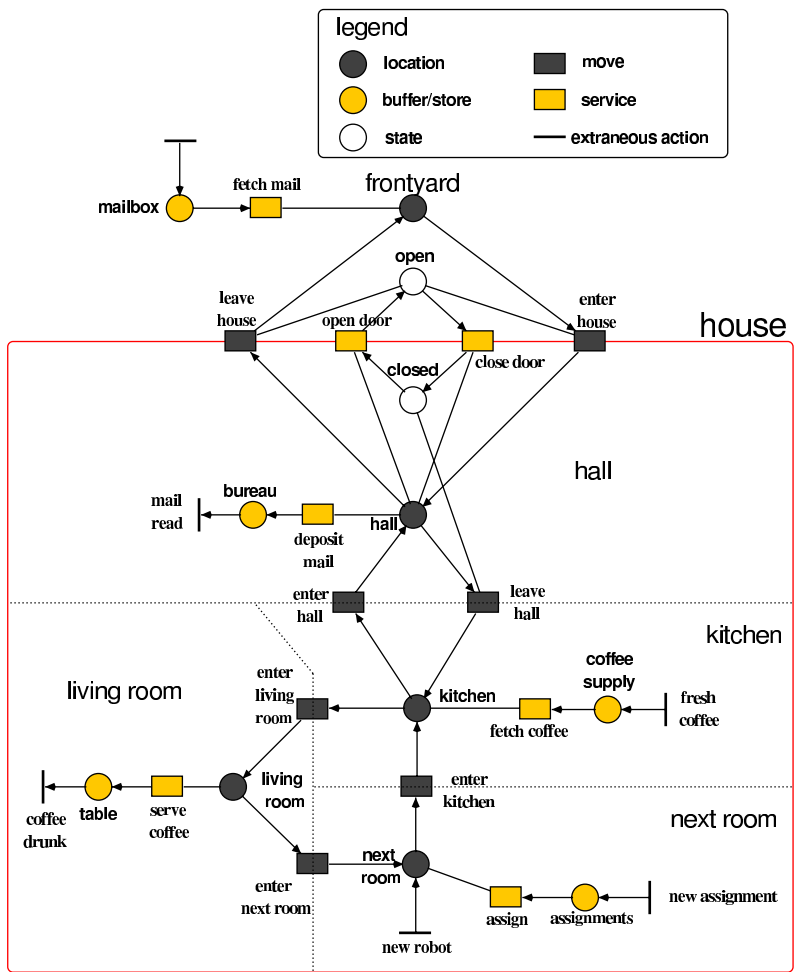 legend
location
move
buffer/store
service
state
extraneous action
fetch mail
frontyard
mailbox
open
leave
house
enter
house
open door
house
closed
close door
hall
bureau
mail
read
hall
deposit
mail
enter
hall
leave
hall
kitchen
coffee
supply
living room
enter
living
room
kitchen
fresh
coffee
fetch coffee
living
room
enter
kitchen
table
serve
coffee
coffee
drunk
next room
next
room
enter
next room
new assignment
assign
assignments
new robot